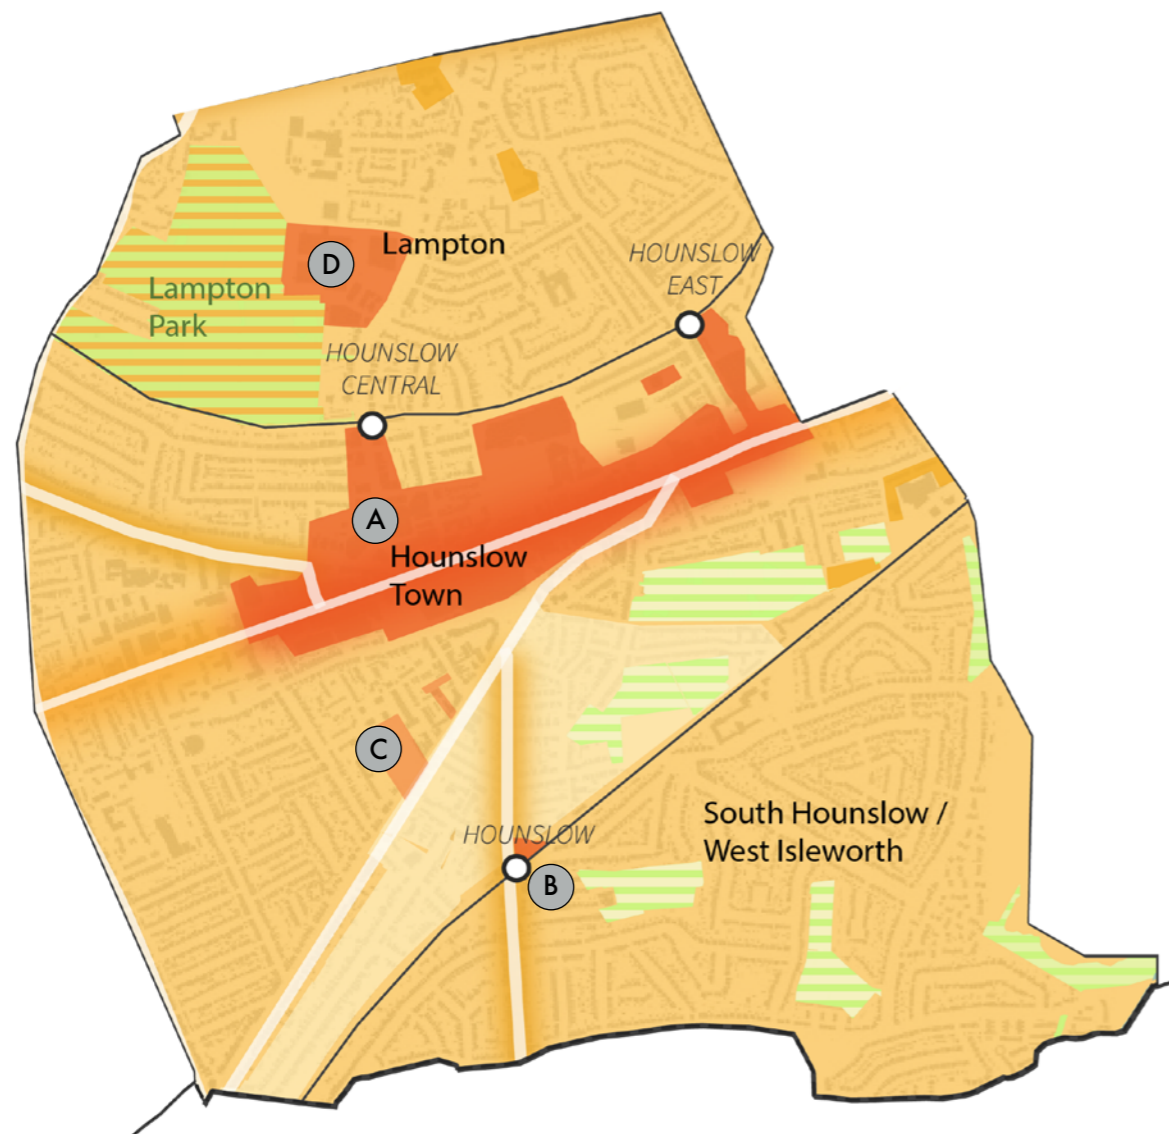 Lampton
D
HOUNSLOW
EAST
Lampton
Park
HOUNSLOW
CENTRAL
A
Hounslow
Town
C
South Hounslow /
West Isleworth
HOUNSLOW
B